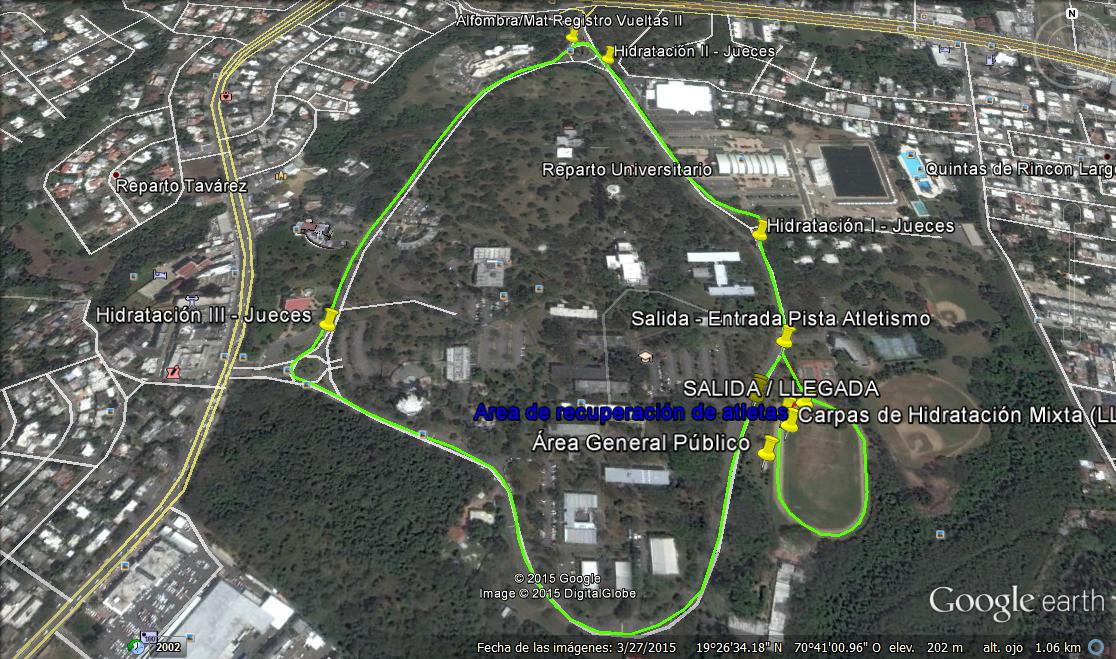 Alfombra/Mat Registro Vueltas II
Hidratación II - Jueces
Reparto Universitario
Quintas de Rincon Largo
Reparto Tavárez
Hidratación I - Jueces
Hidratación III - Jueces
Salida - Entrada Pista Atletismo
SALIDA / LLEGADA
Area de recuperación de atletas
Carpas de Hidratación Mixta (LL
Área General Público
© 2015 Google
Image © 2015 DigitalGlobe
Google earth
2002
Fecha de las imágenes: 3/27/2015 19°26'34.18" N 70°41'00.96" O elev. 202 m alt. ojo 1.06 km
N